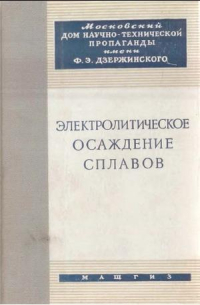 Московский
ДОМ НАУЧНО-ТЕХНИЧЕСКОЙ
ПРОПАГАНДЫ
имени
Ф. Э. ДЗЕРЖИНСКОГО
ЭЛЕКТРОЛИТИЧЕСКОЕ
ОСАЖДЕНИЕ
СПЛАВОВ
МАШГИЗ